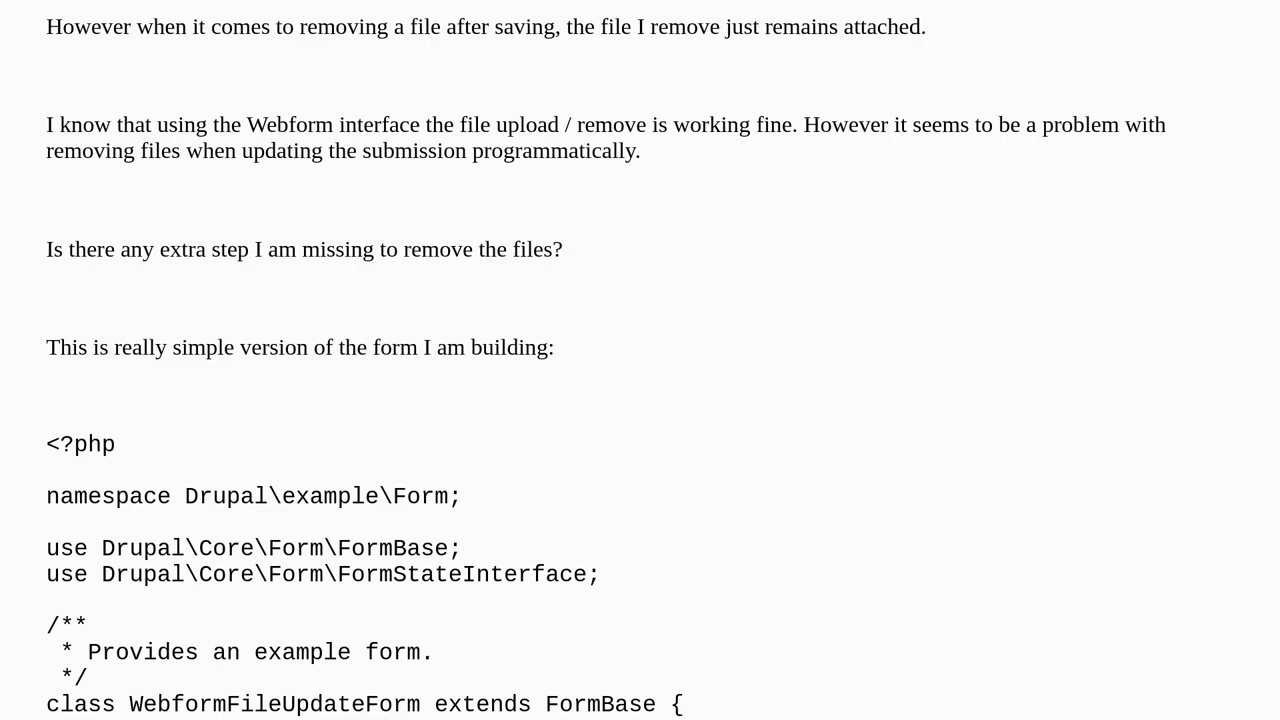 However when it comes to removing a file after saving, the file I remove just remains attached.
I know that using the Webform interface the file upload / remove is working fine. However it seems to be a problem with
removing files when updating the submission programmatically.
Is there any extra step I am missing to remove the files?
This is really simple version of the form I am building:
<?php
namespace Drupal\example\Form;
use Drupal\Core\Form\FormBase;
use Drupal\Core\Form\FormStateInterface;
/**
 * Provides an example form.
 */
class WebformFileUpdateForm extends FormBase {